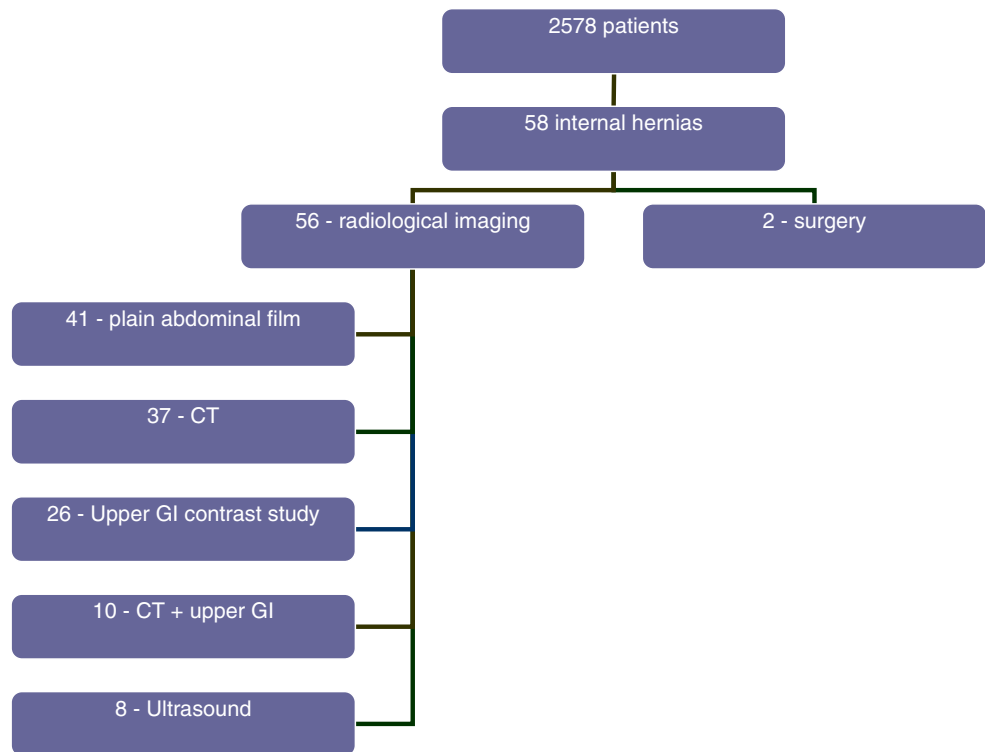 2578 patients
58 internal hernias
56 - radiological imaging
2 - surgery
41 - plain abdominal film
37 - CT
26 - Upper GI contrast study
10 - CT + upper GI
8 - Ultrasound